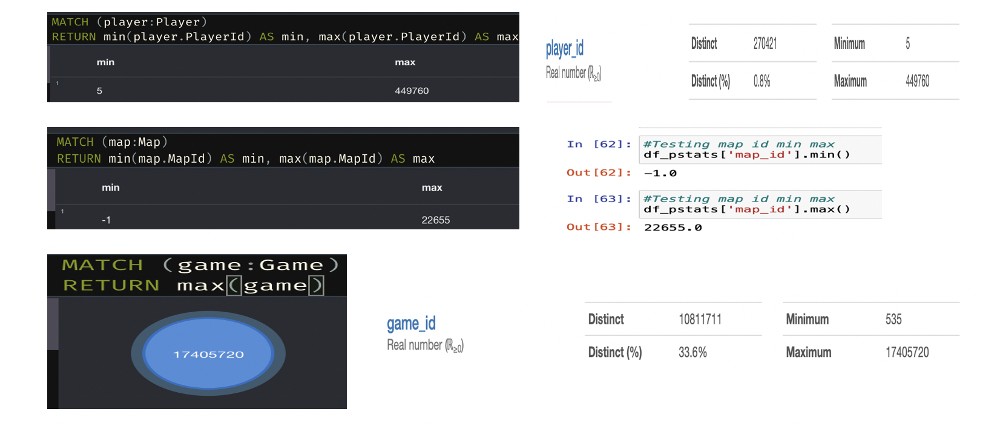 MATCH (player:Player)
RETURN min(player.PlayerId) AS min, max(player.PlayerId) AS max
min max
1 5 449760
player_id
Real number (ℝ≥0)
Distinct 270421
Distinct (%) 0.8%
Minimum 5
Maximum 449760
MATCH (map:Map)
RETURN min(map.MapId) AS min, max(map.MapId) AS max
min max
1 -1 22655
In [62]: #Testing map id min max
df_pstats['map_id'].min()
Out[62]: -1.0
In [63]: #Testing map id min max
df_pstats['map_id'].max()
Out[63]: 22655.0
MATCH (game:Game)
RETURN max(game)
17405720
game_id
Real number (ℝ≥0)
Distinct 10811711
Distinct (%) 33.6%
Minimum 535
Maximum 17405720